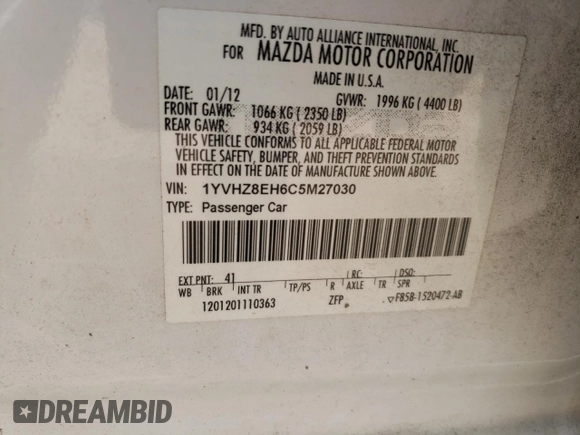 MFD. BY AUTO ALLIANCE INTERNATIONAL, INC.
FOR MAZDA MOTOR CORPORATION
MADE IN U.S.A.
DATE: 01/12 GVWR: 1996 KG ( 4400 LB)
FRONT GAWR: 1066 KG ( 2350 LB)
REAR GAWR: 934 KG ( 2059 LB)
THIS VEHICLE CONFORMS TO ALL APPLICABLE FEDERAL MOTOR
VEHICLE SAFETY, BUMPER, AND THEFT PREVENTION STANDARDS
IN EFFECT ON THE DATE OF MANUFACTURE SHOWN ABOVE.
VIN: 1YVHZ8EH6C5M27030
TYPE: Passenger Car
EXT PNT: 41 RC: DSO:
WB BRK INT TR TP/PS R AXLE TR SPR
1201201110363 ZFP ▽F85B-1520472-AB
DREAMBID